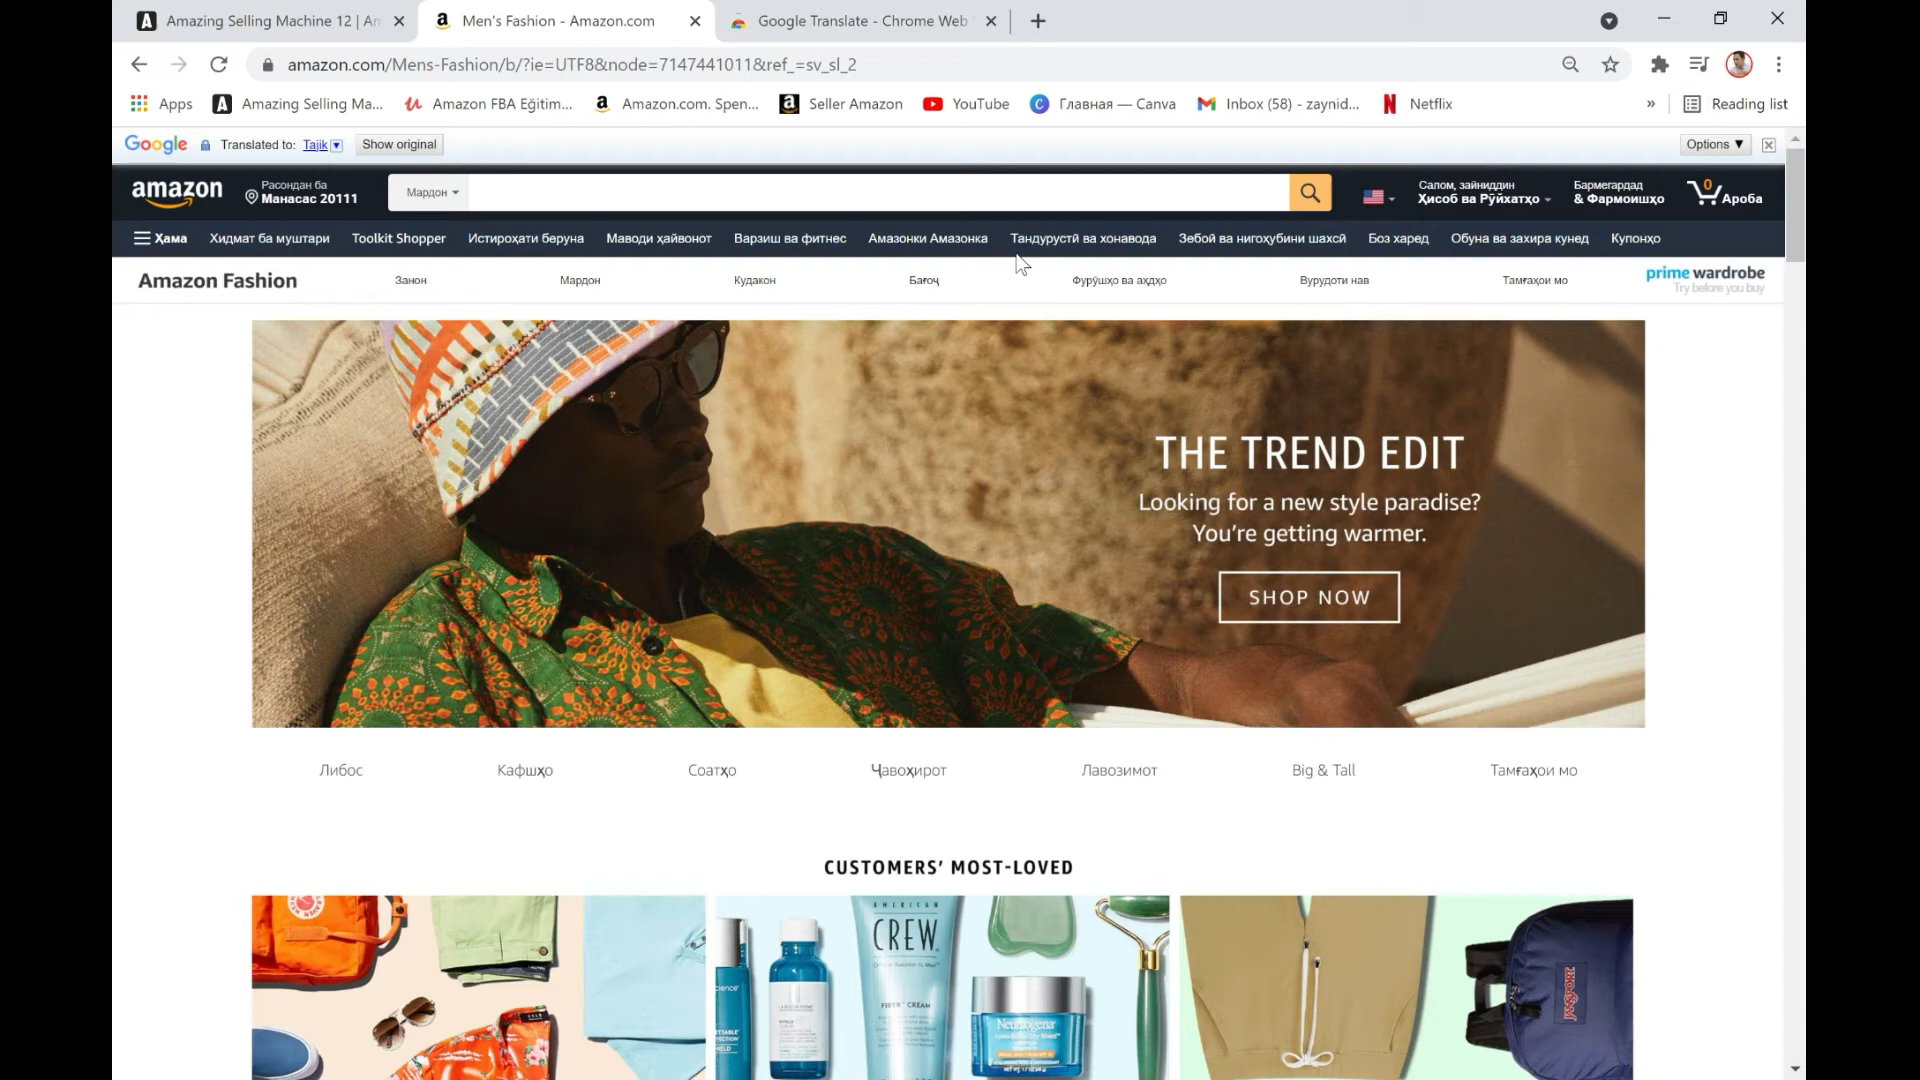 Amazing Selling Machine 12 | An
Men's Fashion - Amazon.com
Google Translate - Chrome Web
amazon.com/Mens-Fashion/b/?ie=UTF8&node=7147441011&ref_=sv_sl_2
Apps
Amazing Selling Ma...
Amazon FBA Eğitim...
Amazon.com. Spen...
Seller Amazon
YouTube
Главная — Canva
Inbox (58) - zaynid...
Netflix
»
Reading list
Google
Translated to: Tajik
Show original
Options ▼
amazon
Расондан ба
Манасас 20111
Мардон
Салом, зайниддин
Ҳисоб ва Рӯйхатҳо
Бармегардад
& Фармоишҳо
0
Ароба
Ҳама
Хидмат ба муштари
Toolkit Shopper
Истироҳати беруна
Маводи ҳайвонот
Варзиш ва фитнес
Амазонки Амазонка
Тандурустӣ ва хонавода
Зебоӣ ва нигоҳубини шахсӣ
Боз харед
Обуна ва захира кунед
Купонҳо
Amazon Fashion
Занон
Мардон
Кудакон
Бағоҷ
Фурӯшҳо ва аҳдҳо
Вурудоти нав
Тамғаҳои мо
prime wardrobe
Try before you buy
THE TREND EDIT
Looking for a new style paradise?
You're getting warmer.
SHOP NOW
Либос
Кафшҳо
Соатҳо
Ҷавоҳирот
Лавозимот
Big & Tall
Тамғаҳои мо
CUSTOMERS' MOST-LOVED
AMERICAN
CREW
FIBER CREAM
Neutrogena
JANSPORT